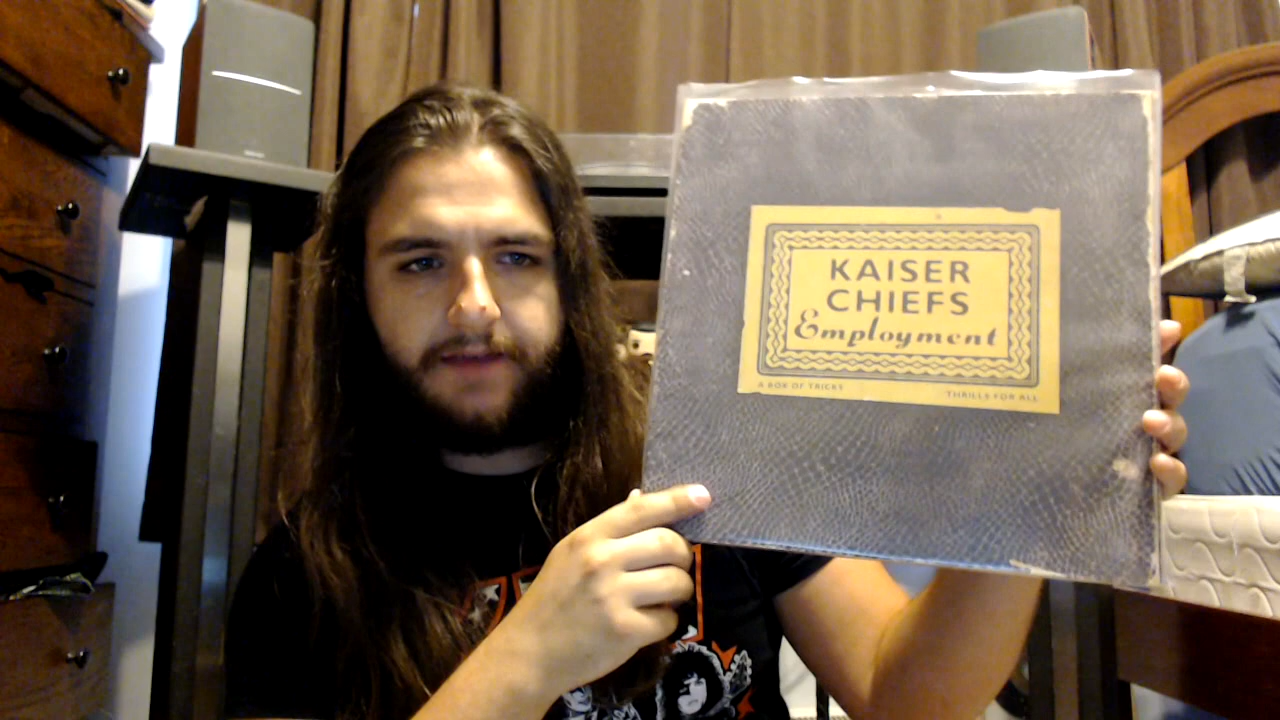 KAISER
CHIEFS
Employment
A BOX OF TRICKS
THRILLS FOR ALL